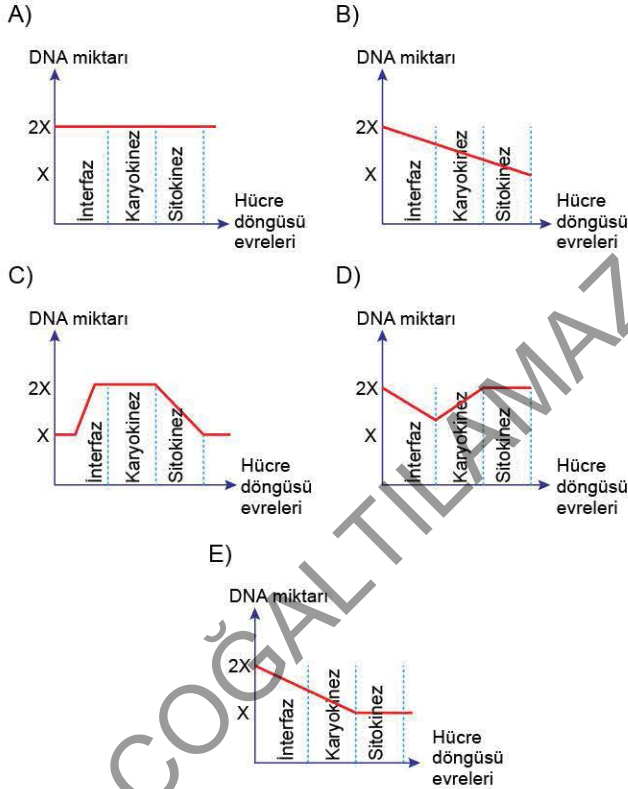 A)
DNA miktarı
2X
X
İnterfaz
Karyokinez
Sitokinez
Hücre
döngüsü
evreleri
B)
DNA miktarı
2X
X
İnterfaz
Karyokinez
Sitokinez
Hücre
döngüsü
evreleri
C)
DNA miktarı
2X
X
İnterfaz
Karyokinez
Sitokinez
Hücre
döngüsü
evreleri
D)
DNA miktarı
2X
X
İnterfaz
Karyokinez
Sitokinez
Hücre
döngüsü
evreleri
E)
DNA miktarı
2X
X
İnterfaz
Karyokinez
Sitokinez
Hücre
döngüsü
evreleri
ÇOĞALTILAMAZ